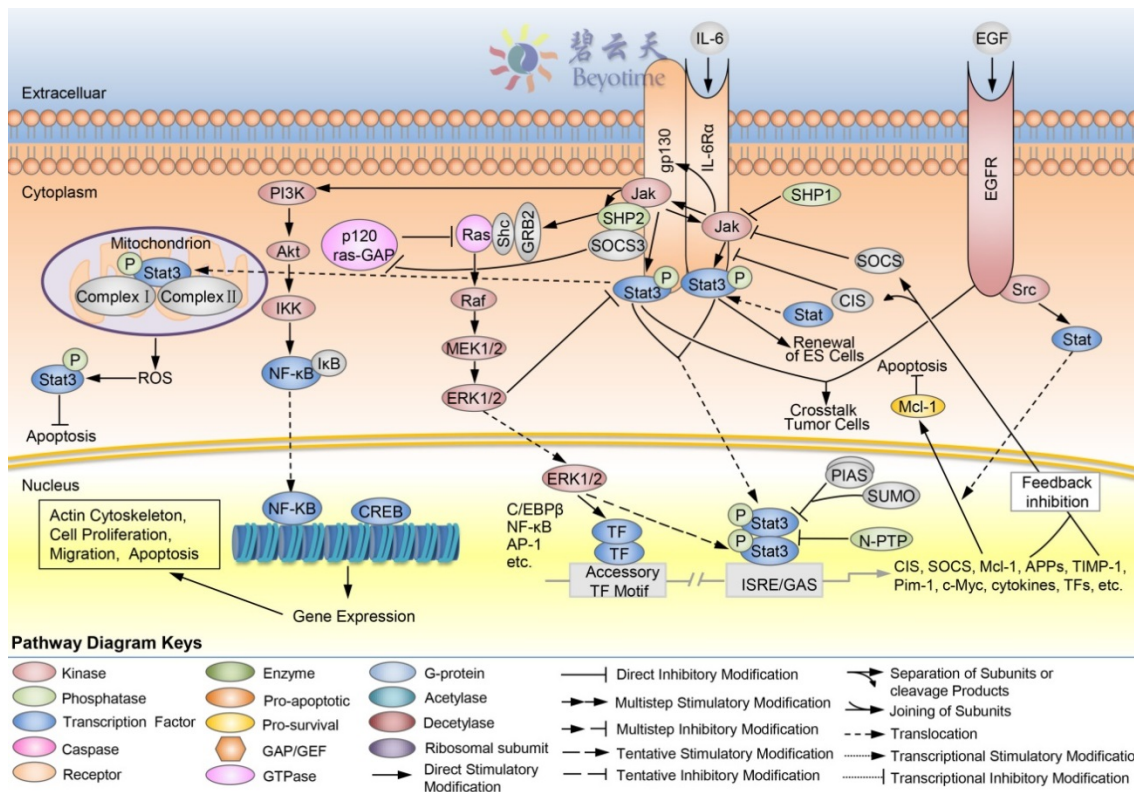 碧云天
Beyotime
IL-6
EGF
Extracelluar
gp130
IL-6Rα
EGFR
Cytoplasm
PI3K
Jak
SHP1
SHP2
Jak
Shc
GRB2
Ras
p120
ras-GAP
SOCS3
SOCS
Mitochondrion
P
Stat3
Complex I
Complex II
Akt
P
Stat3
P
Stat3
CIS
Src
Stat
Raf
IKK
Renewal
of ES Cells
Stat
MEK1/2
P
Stat3
ROS
NF-κB
IκB
Apoptosis
ERK1/2
Mcl-1
Crosstalk
Tumor Cells
Apoptosis
Nucleus
ERK1/2
PIAS
SUMO
Feedback
inhibition
NF-KB
CREB
Actin Cytoskeleton,
Cell Proliferation,
Migration, Apoptosis
C/EBPβ
NF-κB
AP-1
etc.
TF
TF
P
Stat3
P
Stat3
N-PTP
Accessory
TF Motif
ISRE/GAS
CIS, SOCS, Mcl-1, APPs, TIMP-1,
Pim-1, c-Myc, cytokines, TFs, etc.
Gene Expression
Pathway Diagram Keys
Kinase
Phosphatase
Transcription Factor
Caspase
Receptor
Enzyme
Pro-apoptotic
Pro-survival
GAP/GEF
GTPase
G-protein
Acetylase
Decetylase
Ribosomal subunit
Direct Stimulatory
Modification
Direct Inhibitory Modification
Multistep Stimulatory Modification
Multistep Inhibitory Modification
Tentative Stimulatory Modification
Tentative Inhibitory Modification
Separation of Subunits or
cleavage Products
Joining of Subunits
Translocation
Transcriptional Stimulatory Modificatio
Transcriptional Inhibitory Modification